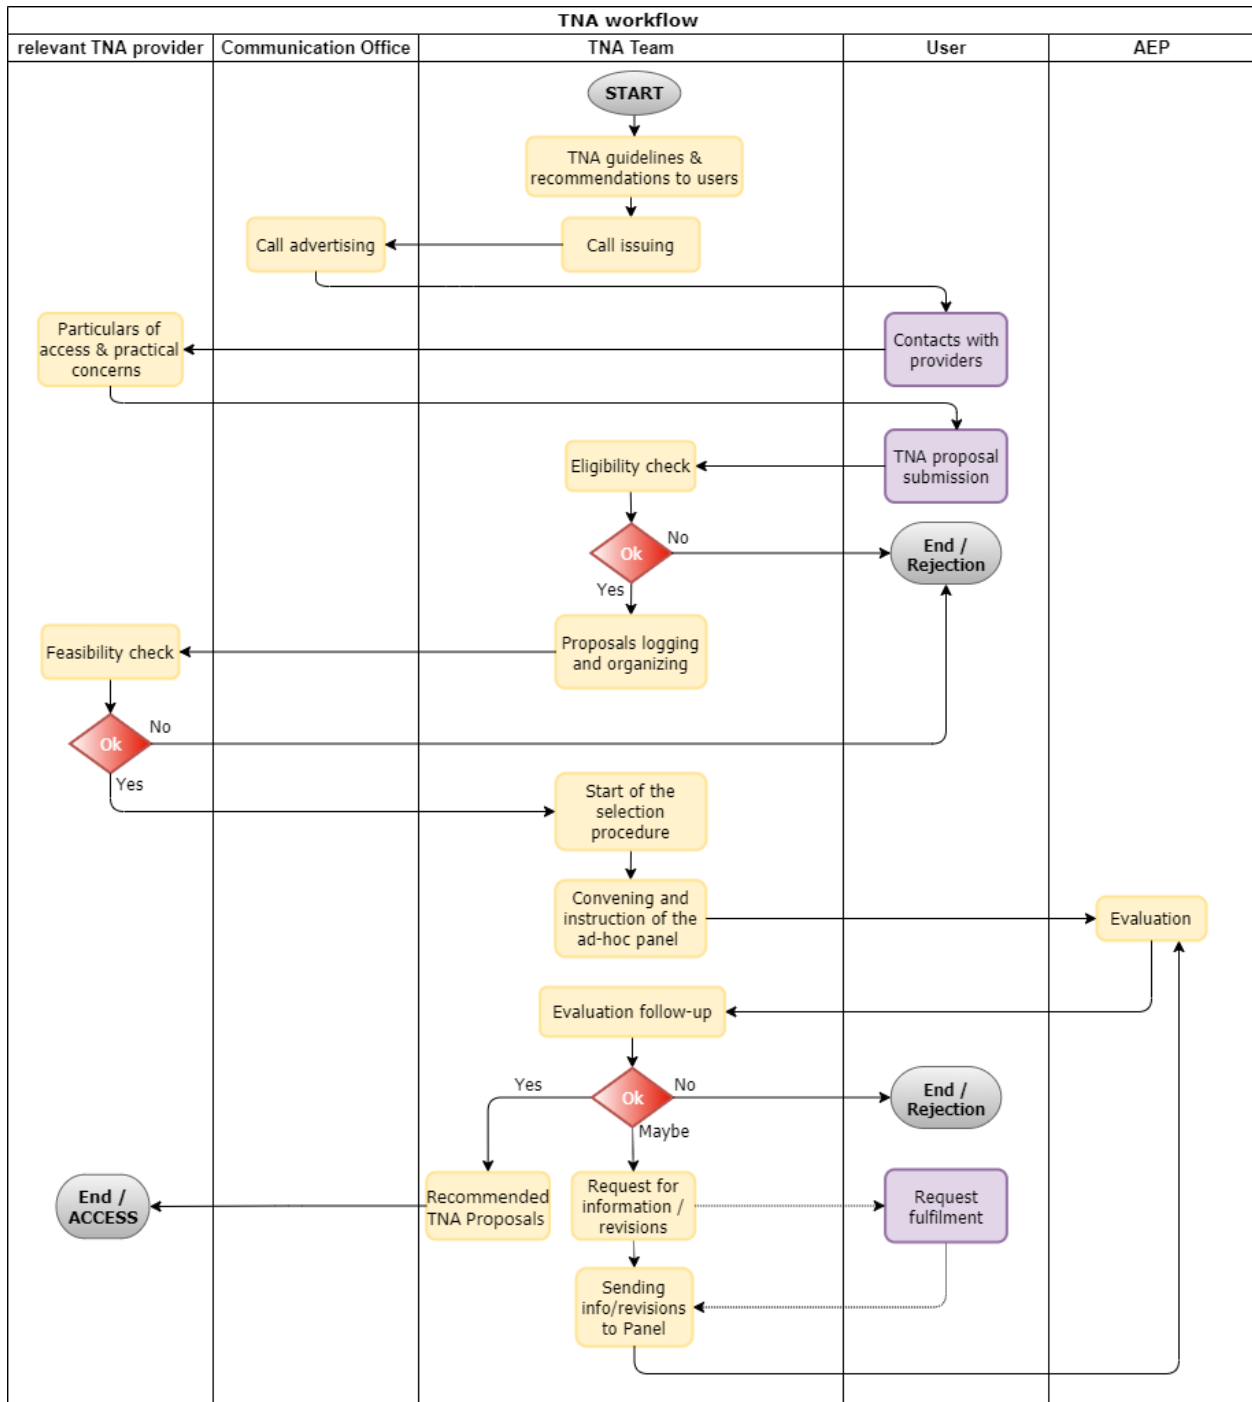 TNA workflow
relevant TNA provider
Communication Office
TNA Team
User
AEP
START
TNA guidelines &
recommendations to users
Call advertising
Call issuing
Particulars of
access & practical
concerns
Contacts with
providers
Eligibility check
TNA proposal
submission
Ok
No
Yes
End /
Rejection
Feasibility check
Proposals logging
and organizing
Ok
No
Yes
Start of the
selection
procedure
Convening and
instruction of the
ad-hoc panel
Evaluation
Evaluation follow-up
Yes
Ok
No
Maybe
End /
Rejection
End /
ACCESS
Recommended
TNA Proposals
Request for
information /
revisions
Request
fulfilment
Sending
info/revisions
to Panel